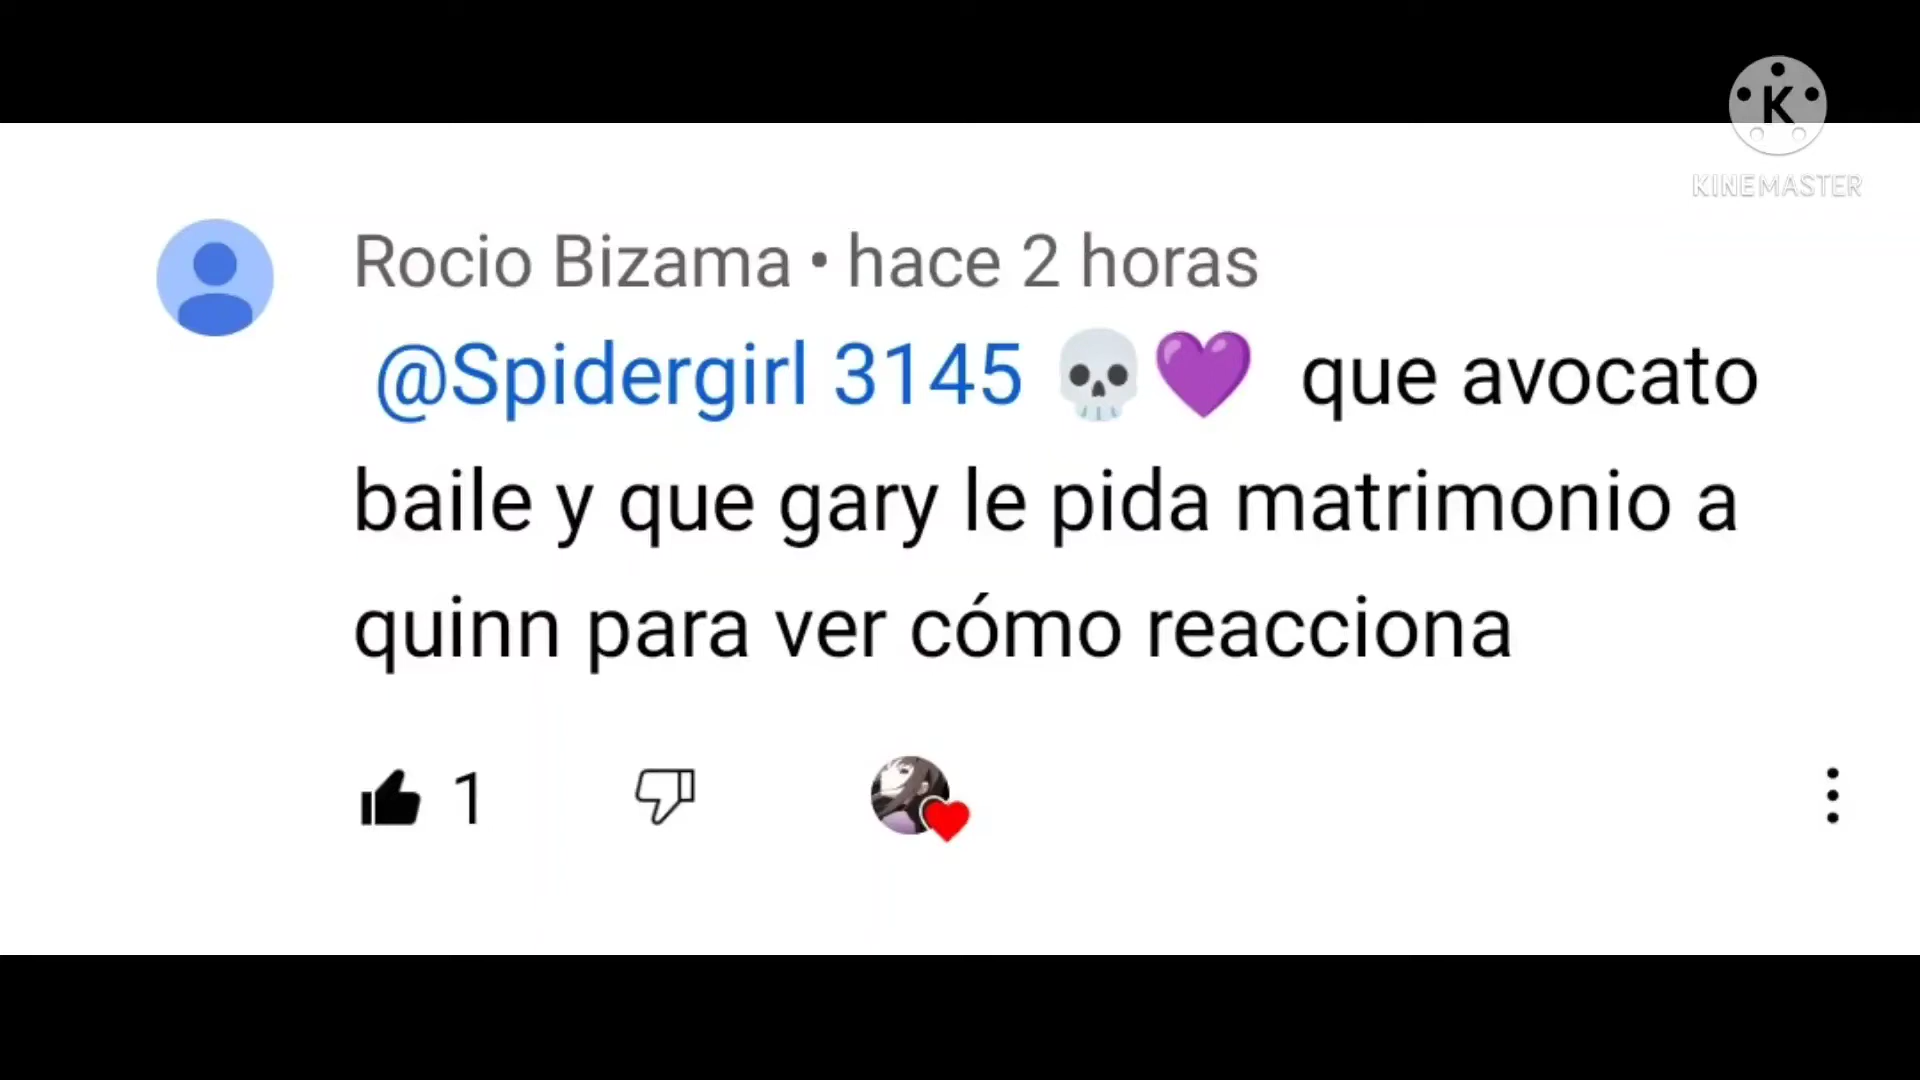 K
KINEMASTER
Rocio Bizama • hace 2 horas
@Spidergirl 3145 💀💜 que avocato
baile y que gary le pida matrimonio a
quinn para ver cómo reacciona
1